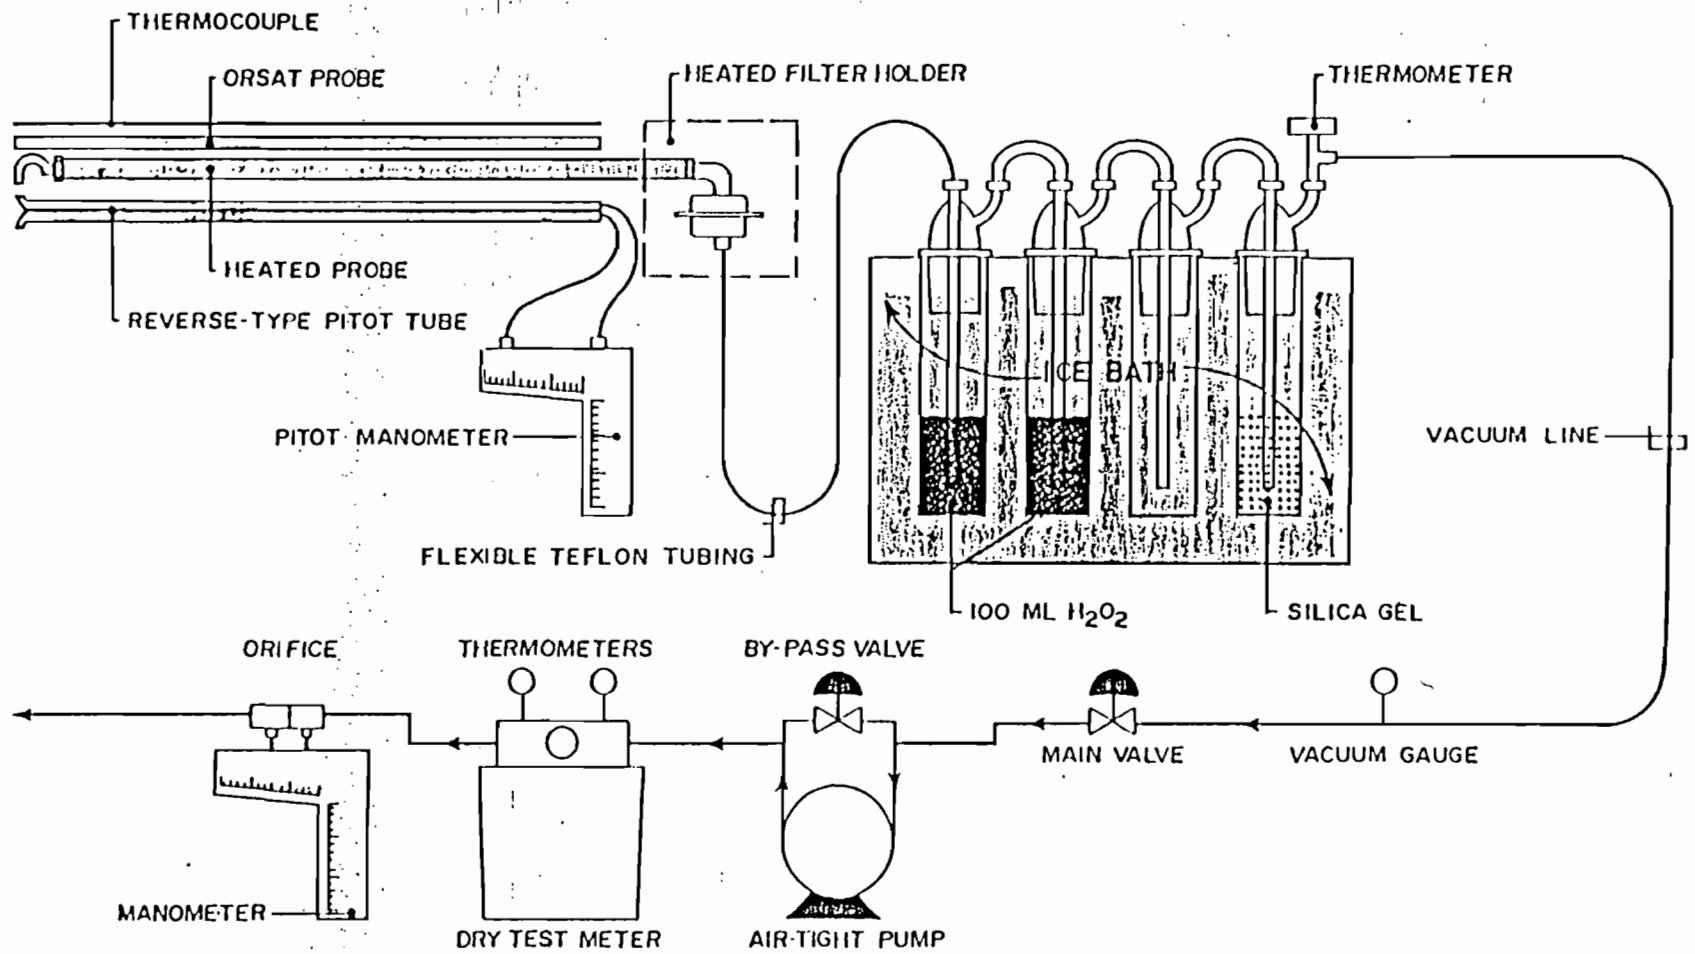 THERMOCOUPLE
ORSAT PROBE
HEATED FILTER HOLDER
THERMOMETER
HEATED PROBE
REVERSE-TYPE PITOT TUBE
ICE BATH
PITOT MANOMETER
VACUUM LINE
FLEXIBLE TEFLON TUBING
100 ML H₂O₂
SILICA GEL
ORIFICE
THERMOMETERS
BY-PASS VALVE
MAIN VALVE
VACUUM GAUGE
MANOMETER
DRY TEST METER
AIR-TIGHT PUMP